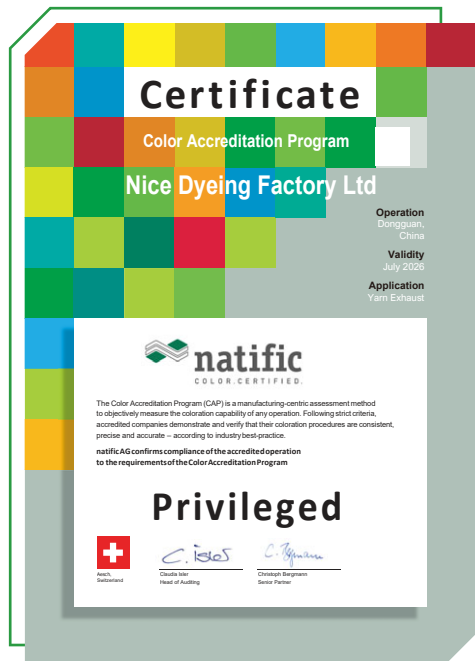 Certificate
Color Accreditation Program
Nice Dyeing Factory Ltd
Operation
Dongguan,
China
Validity
July 2026
Application
Yarn Exhaust
natific
COLOR.CERTIFIED.
The Color Accreditation Program (CAP) is a manufacturing-centric assessment method
to objectively measure the coloration capability of any operation. Following strict criteria,
accredited companies demonstrate and verify that their coloration procedures are consistent,
precise and accurate – according to industry best-practice.
natific AG confirms compliance of the accredited operation
to the requirements of the Color Accreditation Program
Privileged
C. Isler
C. Bergmann
Aesch,
Switzerland
Claudia Isler
Head of Auditing
Christoph Bergmann
Senior Partner